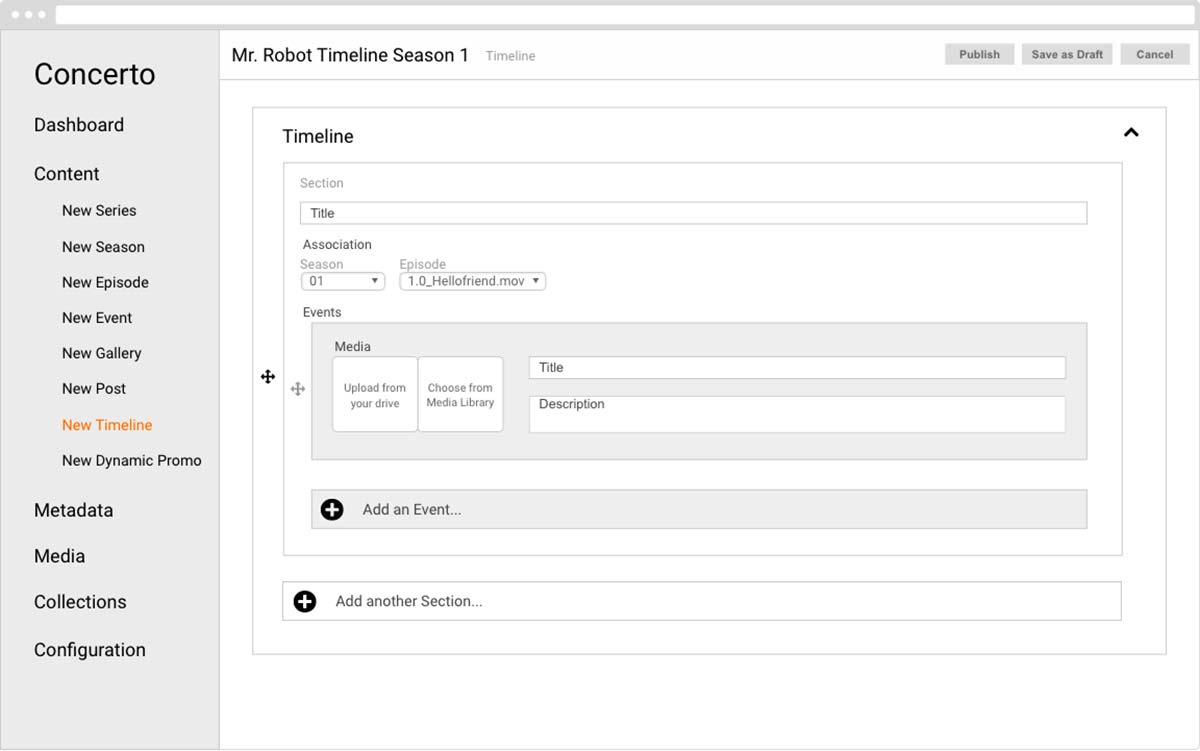 Concerto
Dashboard
Content
New Series
New Season
New Episode
New Event
New Gallery
New Post
New Timeline
New Dynamic Promo
Metadata
Media
Collections
Configuration
Mr. Robot Timeline Season 1 Timeline
Publish Save as Draft Cancel
Timeline
Section
Title
Association
Season Episode
01 1.0_Hellofriend.mov
Events
Media
Upload from
your drive
Choose from
Media Library
Title
Description
Add an Event...
Add another Section...